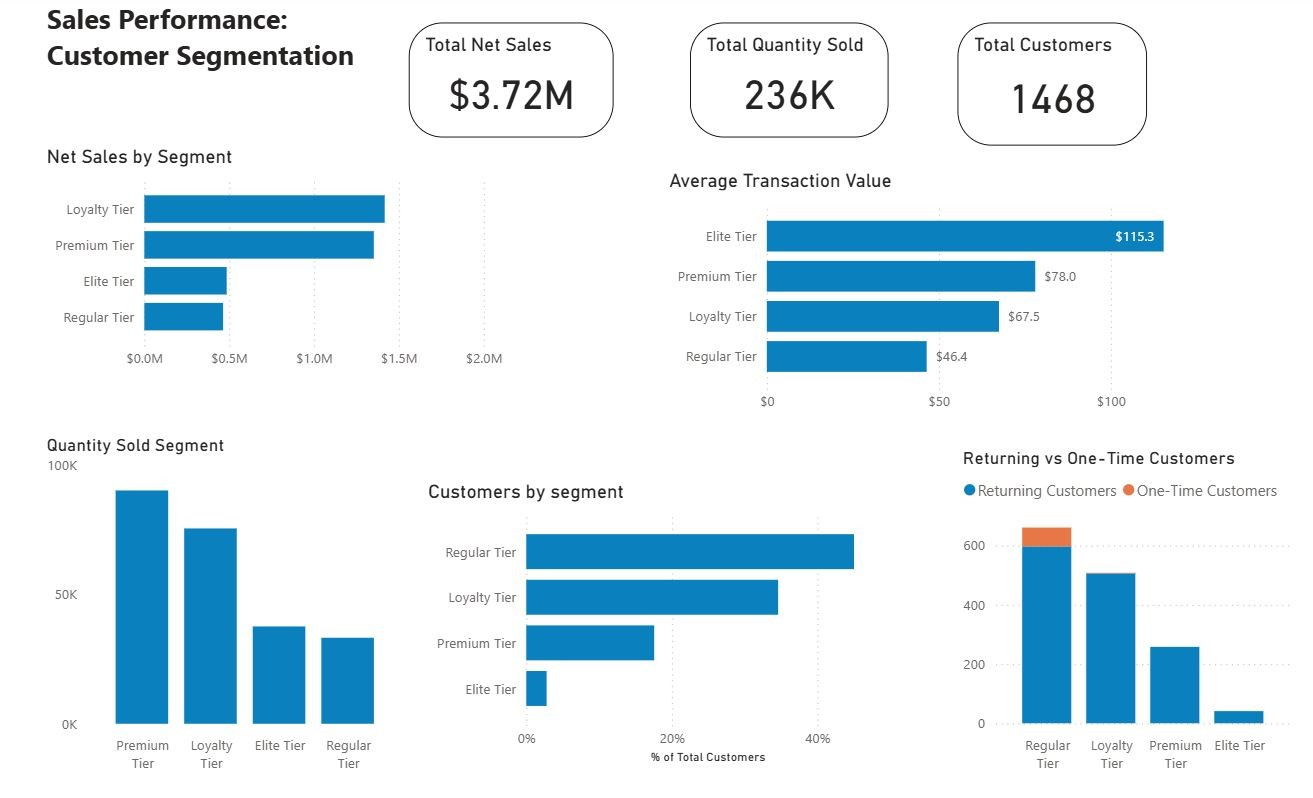 Sales Performance:
Customer Segmentation
Total Net Sales
$3.72M
Total Quantity Sold
236K
Total Customers
1468
Net Sales by Segment
Loyalty Tier
Premium Tier
Elite Tier
Regular Tier
$0.0M $0.5M $1.0M $1.5M $2.0M
Average Transaction Value
Elite Tier $115.3
Premium Tier $78.0
Loyalty Tier $67.5
Regular Tier $46.4
$0 $50 $100
Quantity Sold Segment
100K
50K
0K
Premium Tier
Loyalty Tier
Elite Tier
Regular Tier
Customers by segment
Regular Tier
Loyalty Tier
Premium Tier
Elite Tier
0% 20% 40%
% of Total Customers
Returning vs One-Time Customers
Returning Customers One-Time Customers
600
400
200
0
Regular Tier
Loyalty Tier
Premium Tier
Elite Tier